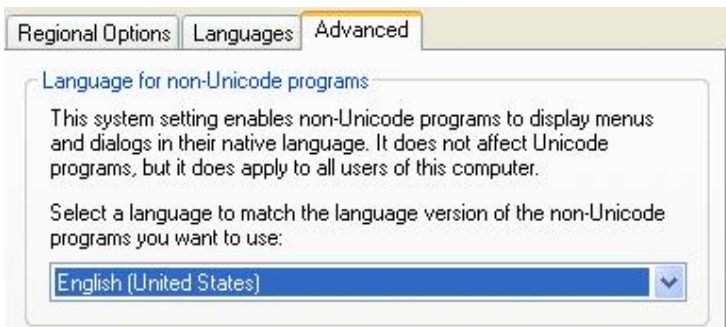 Regional Options Languages Advanced
Language for non-Unicode programs
This system setting enables non-Unicode programs to display menus
and dialogs in their native language. It does not affect Unicode
programs, but it does apply to all users of this computer.
Select a language to match the language version of the non-Unicode
programs you want to use:
English (United States)